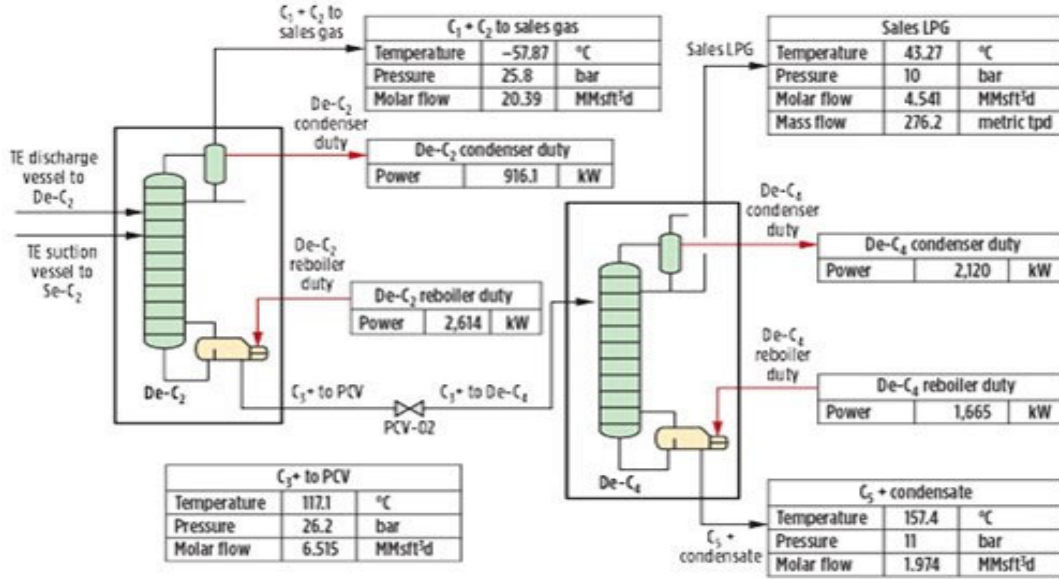 C₁ + C₂ to
sales gas
C₁ + C₂ to sales gas
Temperature –57.87 °C
Pressure 25.8 bar
Molar flow 20.39 MMsft³d
Sales LPG
Sales LPG
Temperature 43.27 °C
Pressure 10 bar
Molar flow 4.541 MMsft³d
Mass flow 276.2 metric tpd
De-C₂
condenser
duty
De-C₂ condenser duty
Power 916.1 kW
TE discharge
vessel to
De-C₂
TE suction
vessel to
Se-C₂
De-C₂
reboiler
duty
De-C₂ reboiler duty
Power 2,614 kW
De-C₂
C₃+ to PCV
PCV-02
C₃+ to De-C₄
De-C₄
condenser
duty
De-C₄ condenser duty
Power 2,120 kW
De-C₄
reboiler
duty
De-C₄ reboiler duty
Power 1,665 kW
De-C₄
C₃+ to PCV
Temperature 117.1 °C
Pressure 26.2 bar
Molar flow 6.515 MMsft³d
C₅ +
condensate
C₅ + condensate
Temperature 157.4 °C
Pressure 11 bar
Molar flow 1.974 MMsft³d